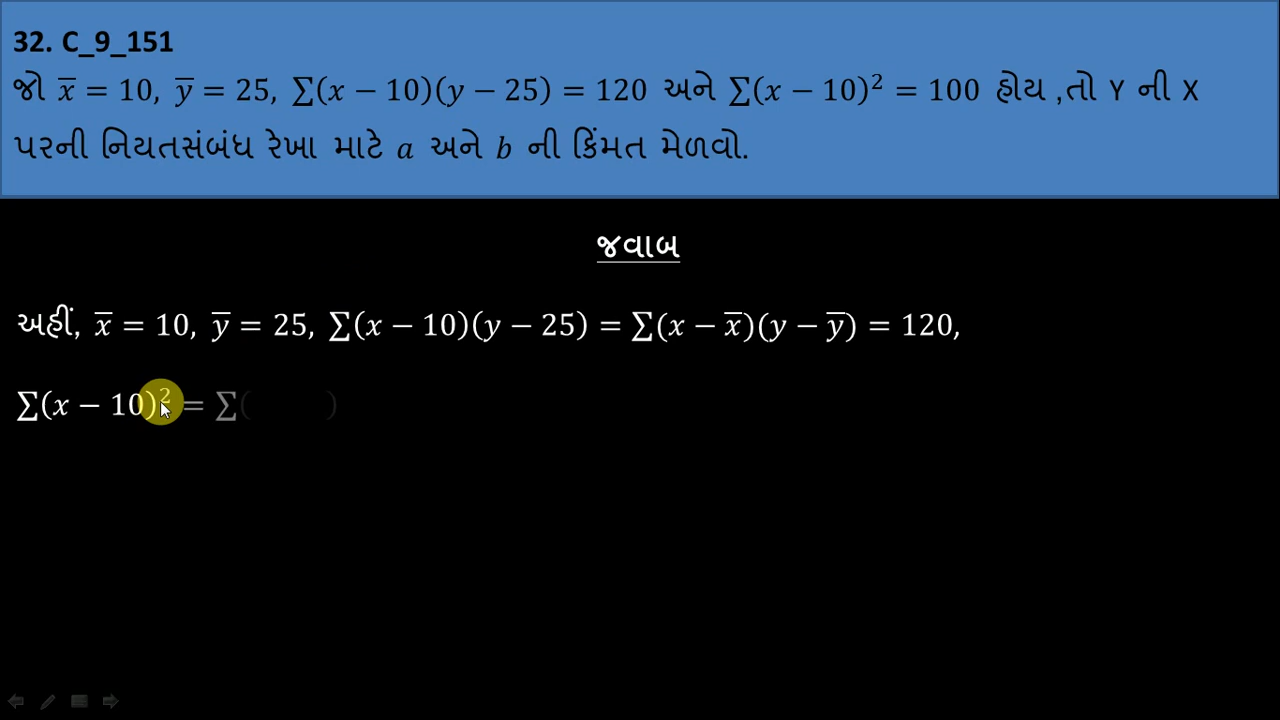 32. C_9_151
જો x̅ = 10, y̅ = 25, ∑(x − 10)(y − 25) = 120 અને ∑(x − 10)² = 100 હોય ,તો Y ની X
પરની નિયતસંબંધ રેખા માટે a અને b ની કિંમત મેળવો.
જવાબ
અહીં, x̅ = 10, y̅ = 25, ∑(x − 10)(y − 25) = ∑(x − x̅)(y − y̅) = 120,
∑(x − 10)² = ∑( )